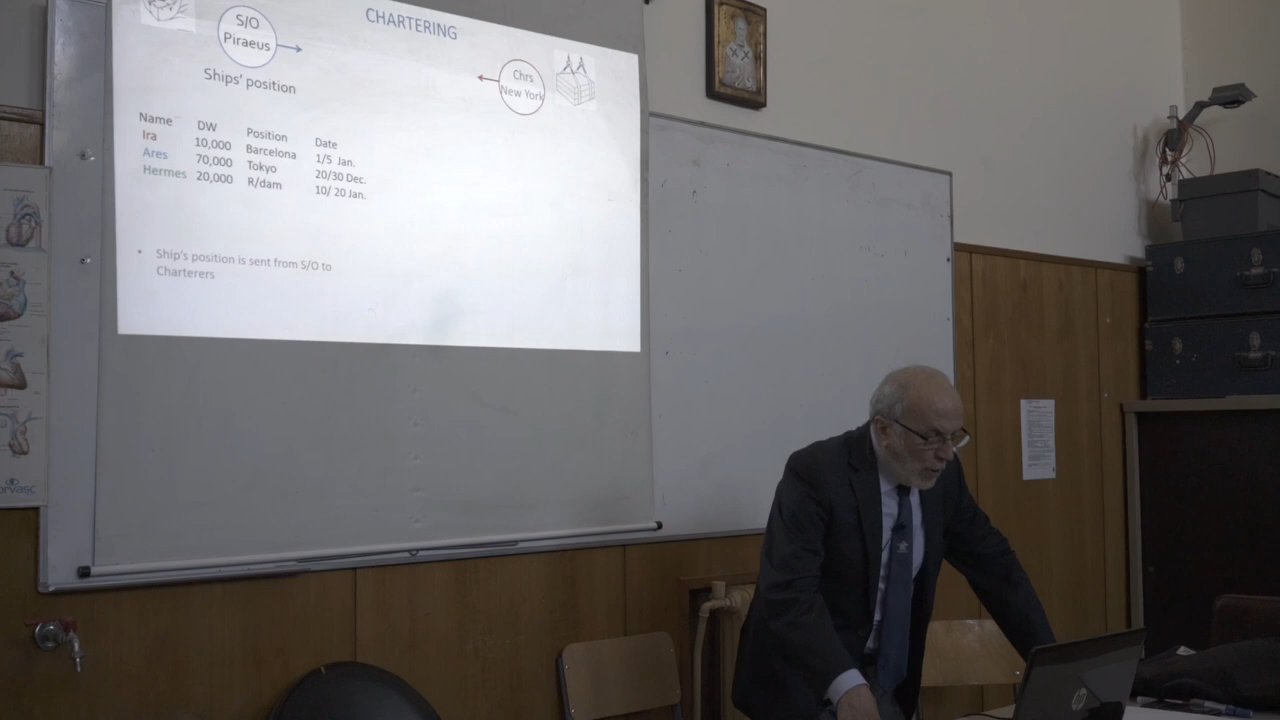 CHARTERING
S/O
Piraeus
Ships' position
Chrs
New York
Name DW Position Date
Ira 10,000 Barcelona 1/5 Jan.
Ares 70,000 Tokyo 20/30 Dec.
Hermes 20,000 R/dam 10/ 20 Jan.
• Ship's position is sent from S/O to
Charterers
hp